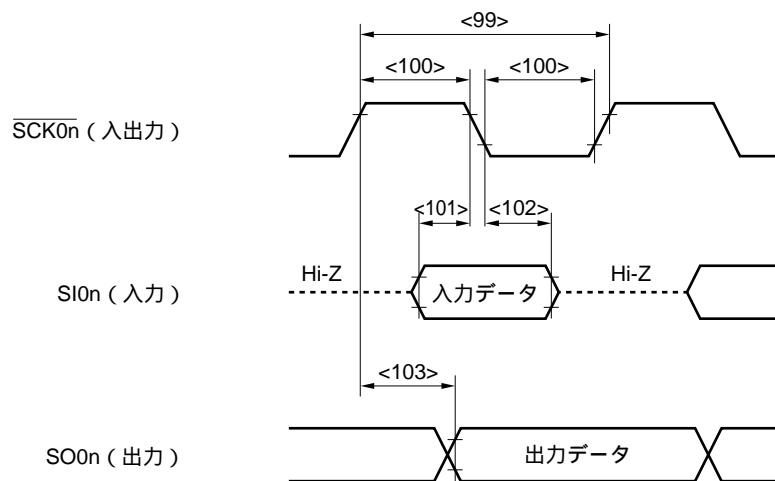 <99>
<100> <100>
SCK0n（入出力）
<101> <102>
Hi-Z Hi-Z
SI0n（入力） 入力データ
<103>
SO0n（出力） 出力データ